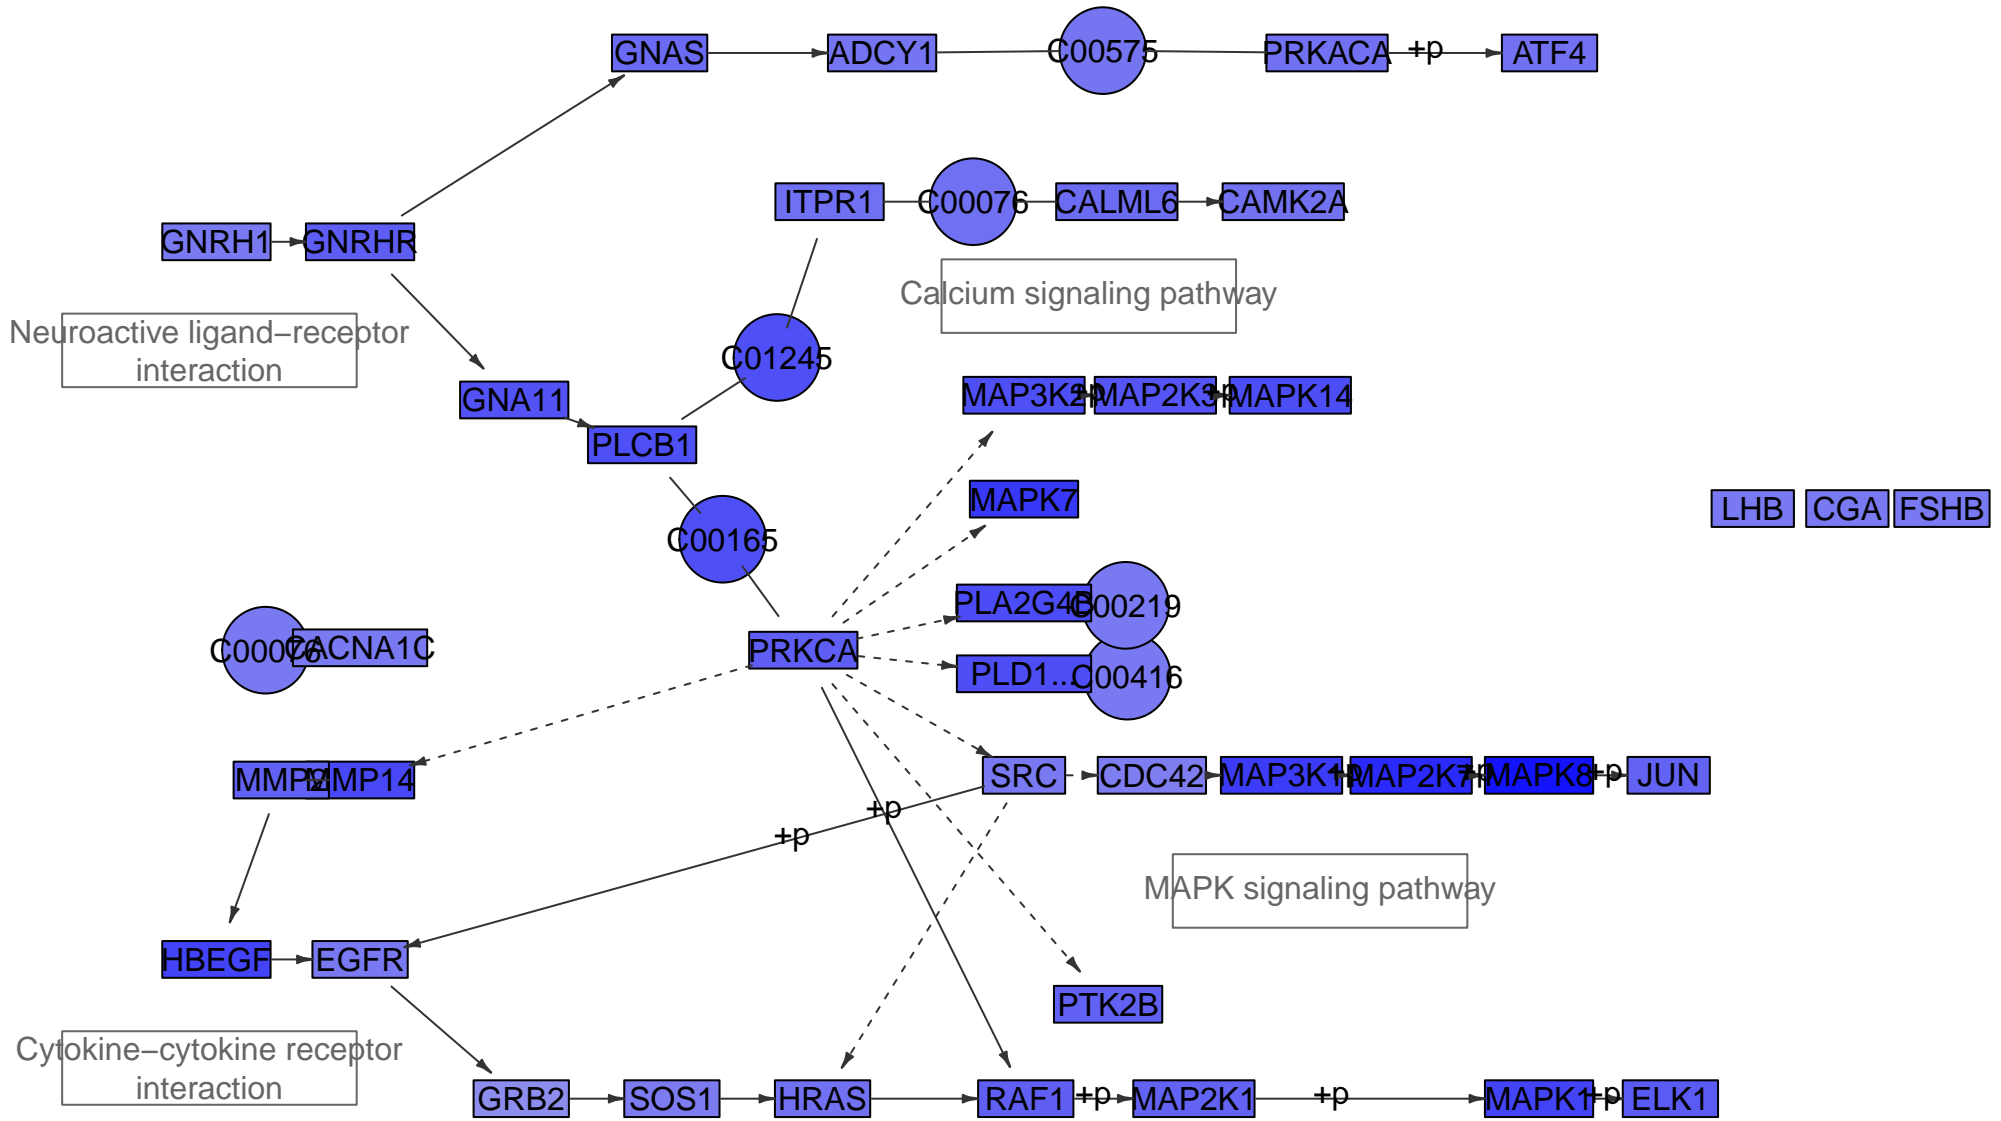 GNAS ADCY1 C00575 PRKACA +p ATF4
ITPR1 C00076 CALML6 CAMK2A
GNRH1 GNRHR
Calcium signaling pathway
Neuroactive ligand–receptor
interaction
C01245
GNA11
MAP3K2 +p MAP2K3 +p MAPK14
PLCB1
MAPK7
LHB CGA FSHB
C00165
PLA2G4B C00219
C00076 CACNA1C
PRKCA
PLD1... C00416
MMP2 MMP14
SRC CDC42 MAP3K1 +p MAP2K7 +p MAPK8 +p JUN
+p
+p
MAPK signaling pathway
HBEGF EGFR
PTK2B
Cytokine–cytokine receptor
interaction
GRB2 SOS1 HRAS RAF1 +p MAP2K1 +p MAPK1 +p ELK1